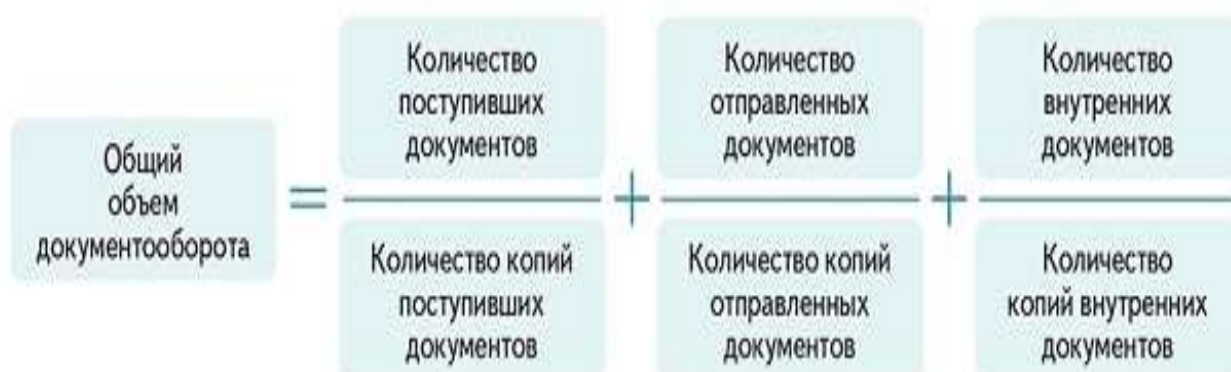 Общий
объем
документооборота
=
Количество
поступивших
документов
Количество копий
поступивших
документов
+
Количество
отправленных
документов
Количество копий
отправленных
документов
+
Количество
внутренних
документов
Количество
копий внутренних
документов